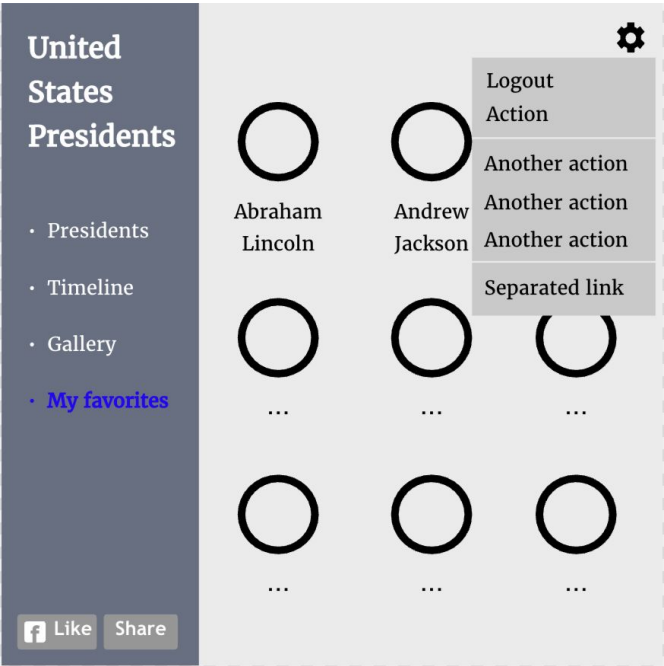 United
States
Presidents
· Presidents
· Timeline
· Gallery
· My favorites
f Like Share
Logout
Action
Another action
Another action
Another action
Separated link
Abraham
Lincoln
Andrew
Jackson
... ... ...
... ... ...